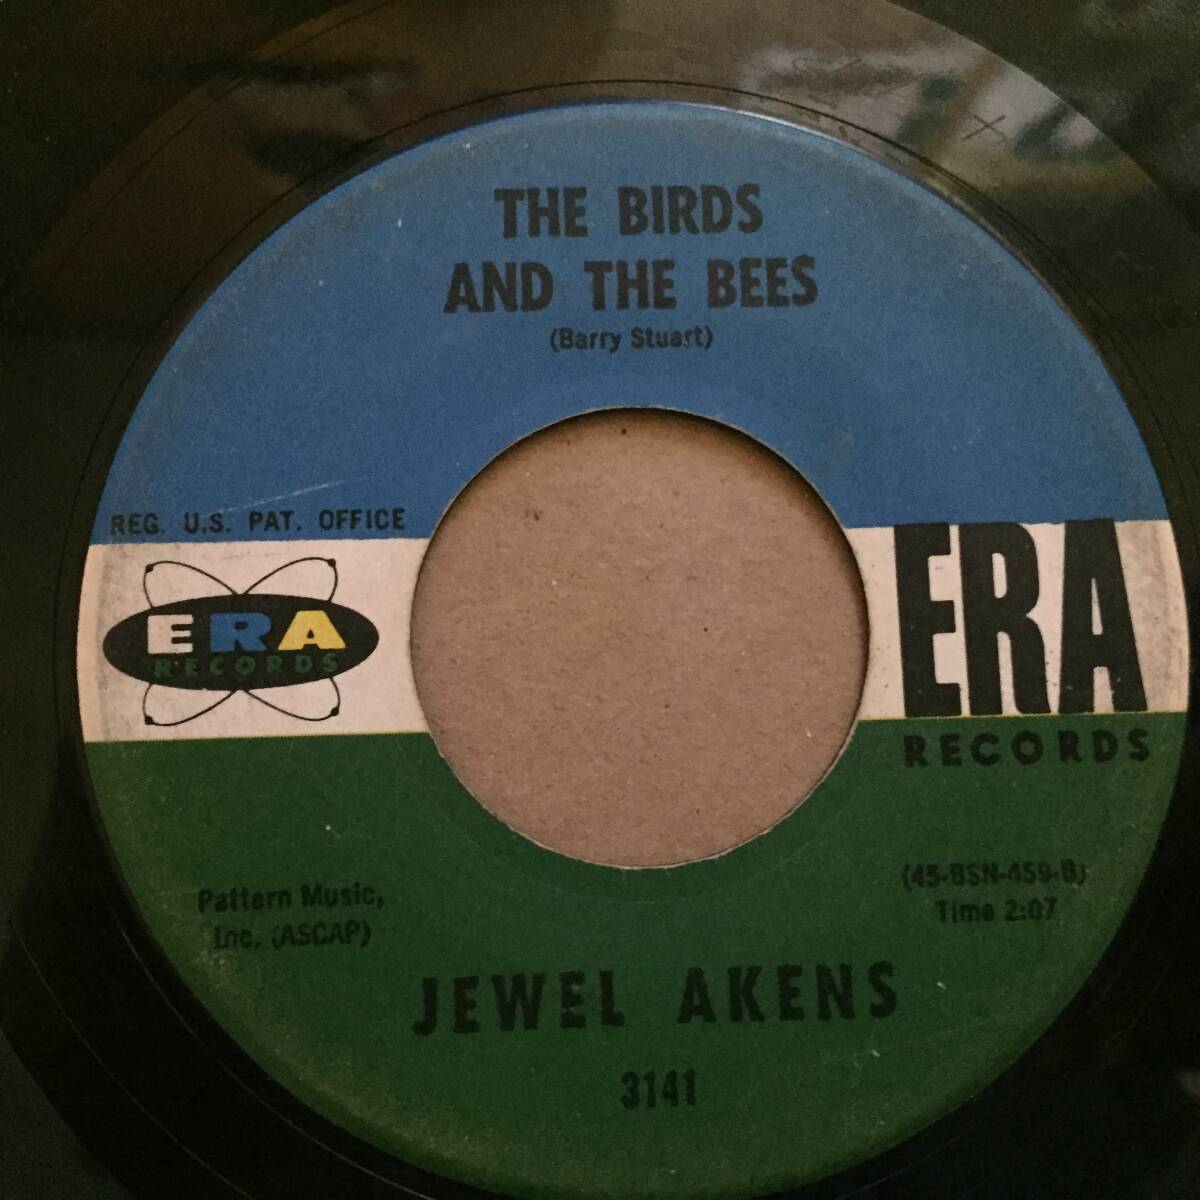 THE BIRDS
AND THE BEES
(Barry Stuart)
REG. U.S. PAT. OFFICE
ERA
RECORDS
ERA
RECORDS
Pattern Music,
Inc. (ASCAP)
(45-BSN-459-B)
Time 2:07
JEWEL AKENS
3141